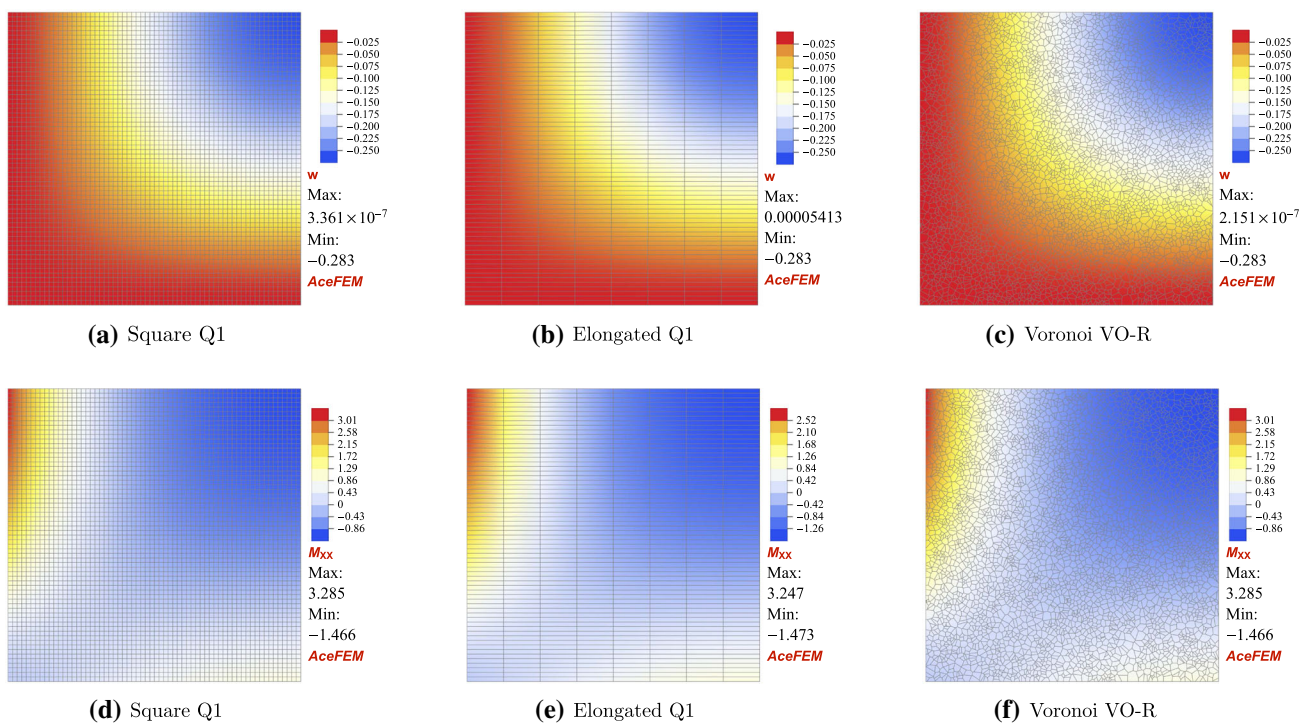 −0.025
−0.050
−0.075
−0.100
−0.125
−0.150
−0.175
−0.200
−0.225
−0.250
w
Max:
3.361×10⁻⁷
Min:
−0.283
AceFEM
(a) Square Q1
−0.025
−0.050
−0.075
−0.100
−0.125
−0.150
−0.175
−0.200
−0.225
−0.250
w
Max:
0.00005413
Min:
−0.283
AceFEM
(b) Elongated Q1
−0.025
−0.050
−0.075
−0.100
−0.125
−0.150
−0.175
−0.200
−0.225
−0.250
w
Max:
2.151×10⁻⁷
Min:
−0.283
AceFEM
(c) Voronoi VO-R
3.01
2.58
2.15
1.72
1.29
0.86
0.43
0
−0.43
−0.86
Mxx
Max:
3.285
Min:
−1.466
AceFEM
(d) Square Q1
2.52
2.10
1.68
1.26
0.84
0.42
0
−0.42
−0.84
−1.26
Mxx
Max:
3.247
Min:
−1.473
AceFEM
(e) Elongated Q1
3.01
2.58
2.15
1.72
1.29
0.86
0.43
0
−0.43
−0.86
Mxx
Max:
3.285
Min:
−1.466
AceFEM
(f) Voronoi VO-R